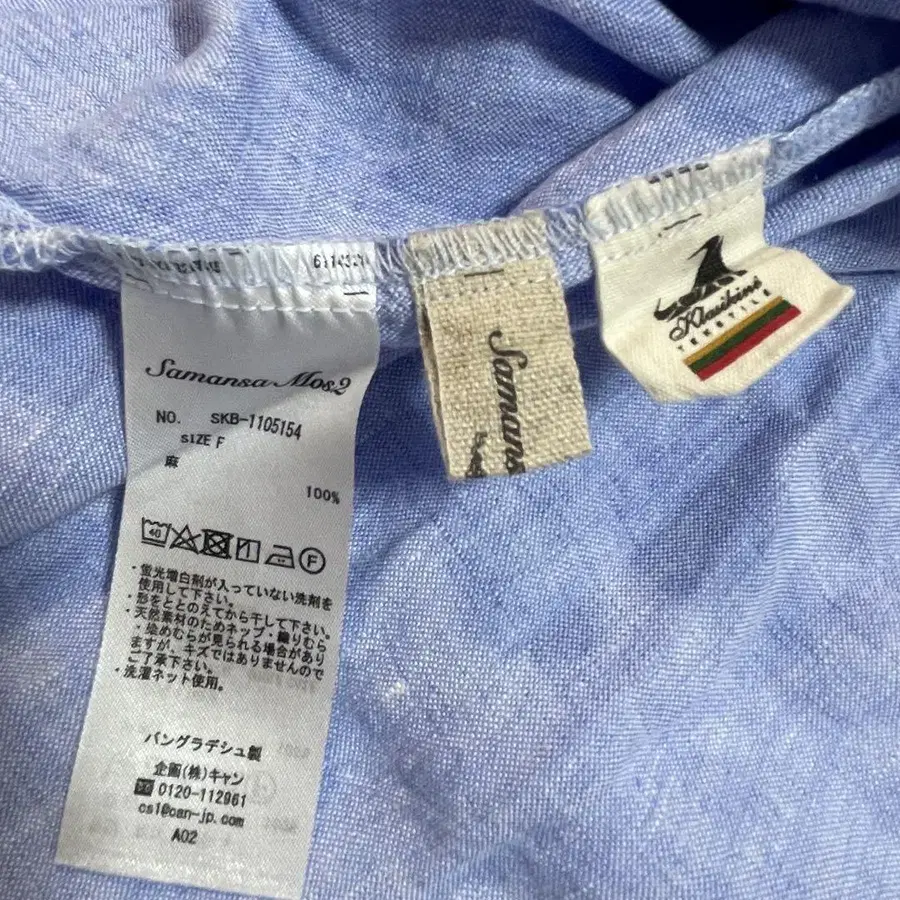 Samansa Mos2
NO. SKB-1105154
SIZE F
麻
100%
40
F
・蛍光増白剤が入っていない洗剤を
使用して下さい。
・形をととのえてから干して下さい。
・天然素材のためネップ・織りむら
・染めむらが見られる場合があり
ますが、キズではありませんので
ご了承下さい。
・洗濯ネット使用。
バングラデシュ製
企画(株)キャン
0120-112961
cs1@can-jp.com
A02
Samansa
Klasikinė
TEKSTILĖ